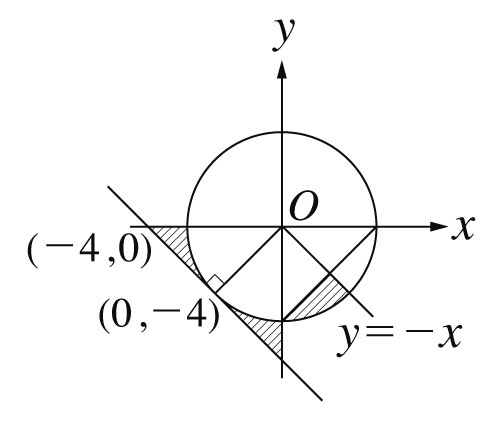 y
O
x
(−4,0)
(0,−4)
y=−x